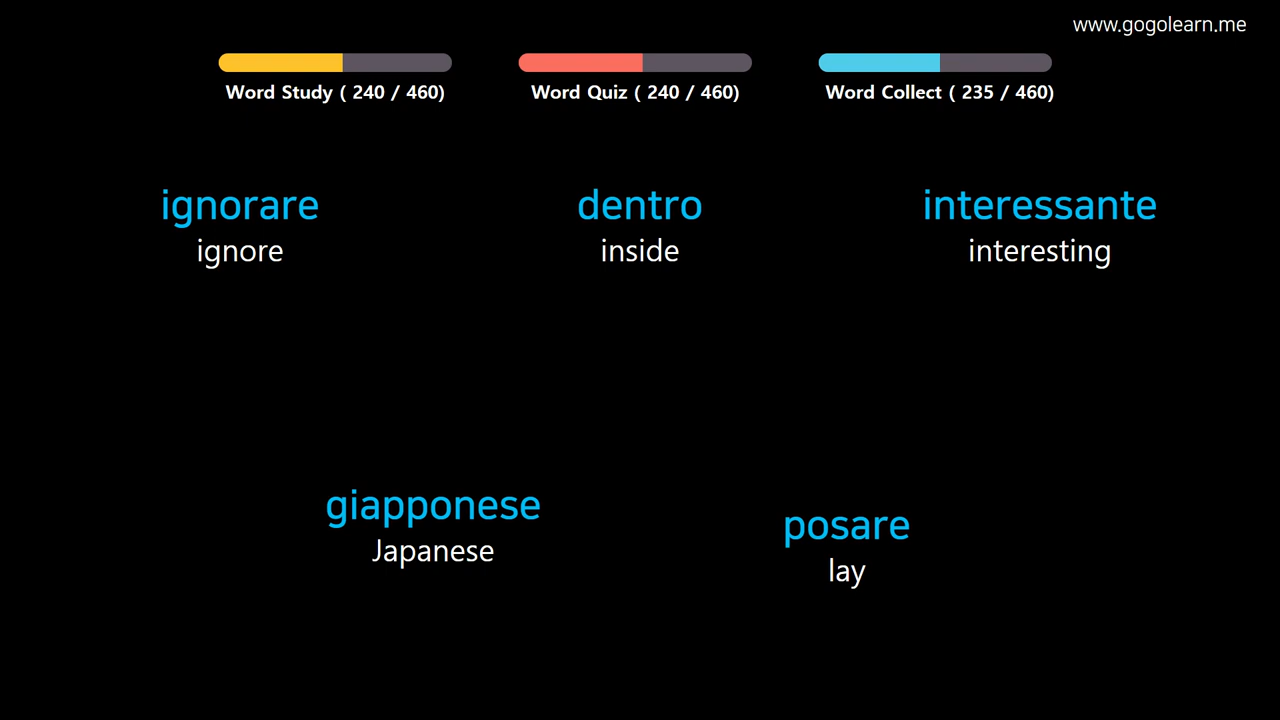 www.gogolearn.me
Word Study ( 240 / 460)
Word Quiz ( 240 / 460)
Word Collect ( 235 / 460)
ignorare
ignore
dentro
inside
interessante
interesting
giapponese
Japanese
posare
lay